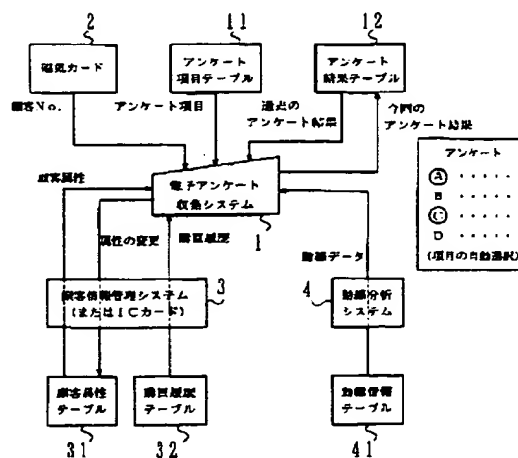 2
11
12
磁気カード
アンケート
項目テーブル
アンケート
結果テーブル
顧客No.
アンケート項目
過去の
アンケート結果
今回の
アンケート結果
アンケート
A ・・・・・
B ・・・・・
C ・・・・・
D ・・・・・
(項目の自動選択)
顧客属性
電子アンケート
収集システム
1
属性の変更
購買履歴
動線データ
顧客情報管理システム
(またはICカード)
3
4
動線分析
システム
顧客属性
テーブル
購買履歴
テーブル
動線情報
テーブル
31
32
41